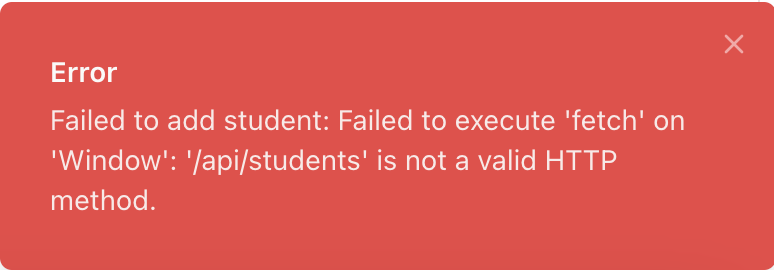 Error
Failed to add student: Failed to execute 'fetch' on
'Window': '/api/students' is not a valid HTTP
method.